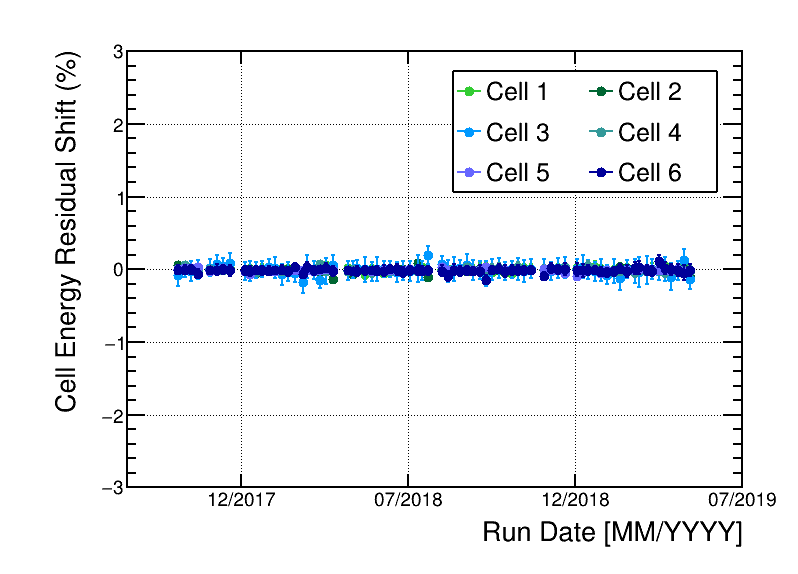 Cell Energy Residual Shift (%)
3
2
1
0
−1
−2
−3
Cell 1
Cell 2
Cell 3
Cell 4
Cell 5
Cell 6
12/2017
07/2018
12/2018
07/2019
Run Date [MM/YYYY]